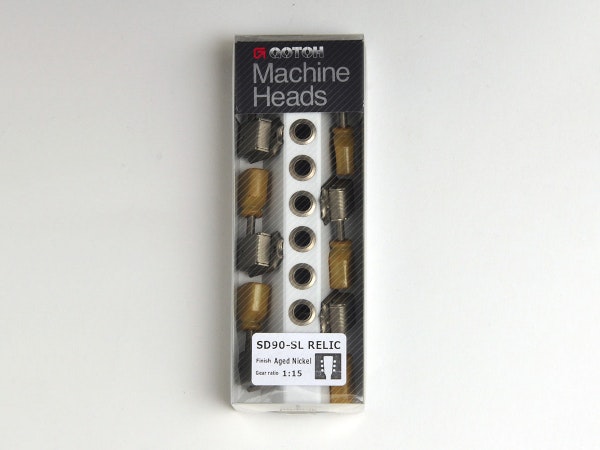 GOTOH
Machine
Heads
SD90-SL RELIC
Finish Aged Nickel
Gear ratio 1:15